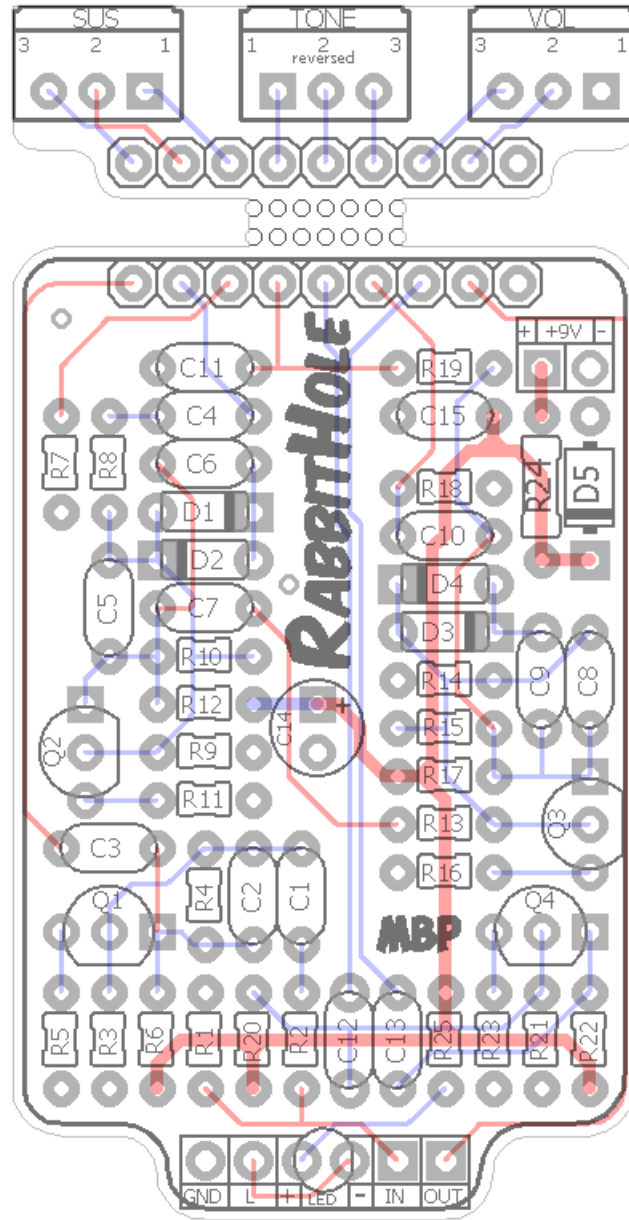 SUS TONE VOL
3 2 1 1 2 3 3 2 1
reversed
RABBITHOLE
+ +9V -
C11 R19
C4 C15
R7 R8 C6 R18 R24 D5
D1
C10
D2 D4
C7 D3
C5
R10 R14 C9 C8
R12 + R15
C14
Q2 R9 R17
R11 R13 Q3
C3 R16
R4 C2 C1
Q1 MBP Q4
R5 R3 R6 R1 R20 R2 C12 C13 R25 R23 R21 R22
GND L + LED - IN OUT